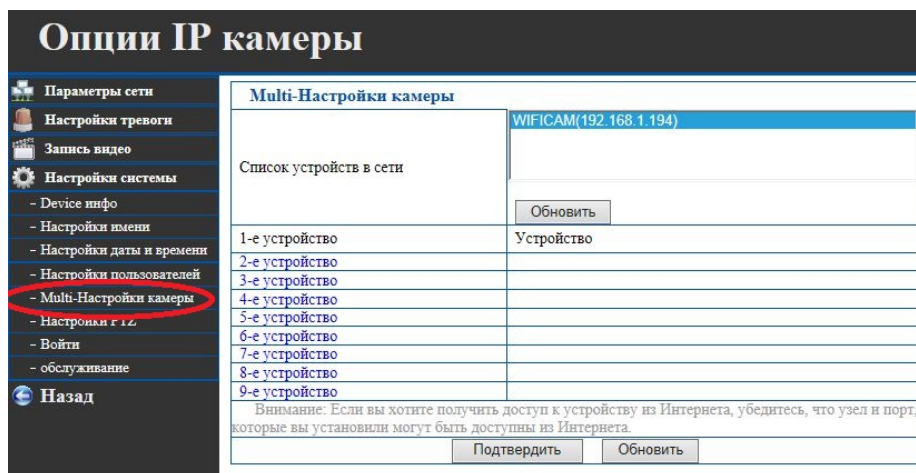 Опции IP камеры
Параметры сети
Настройки тревоги
Запись видео
Настройки системы
- Device инфо
- Настройки имени
- Настройки даты и времени
- Настройки пользователей
- Multi-Настройки камеры
- Настройки PTZ
- Войти
- обслуживание
Назад
Multi-Настройки камеры
Список устройств в сети
WIFICAM(192.168.1.194)
Обновить
1-е устройство Устройство
2-е устройство
3-е устройство
4-е устройство
5-е устройство
6-е устройство
7-е устройство
8-е устройство
9-е устройство
Внимание: Если вы хотите получить доступ к устройству из Интернета, убедитесь, что узел и порт,
которые вы установили могут быть доступны из Интернета.
Подтвердить Обновить